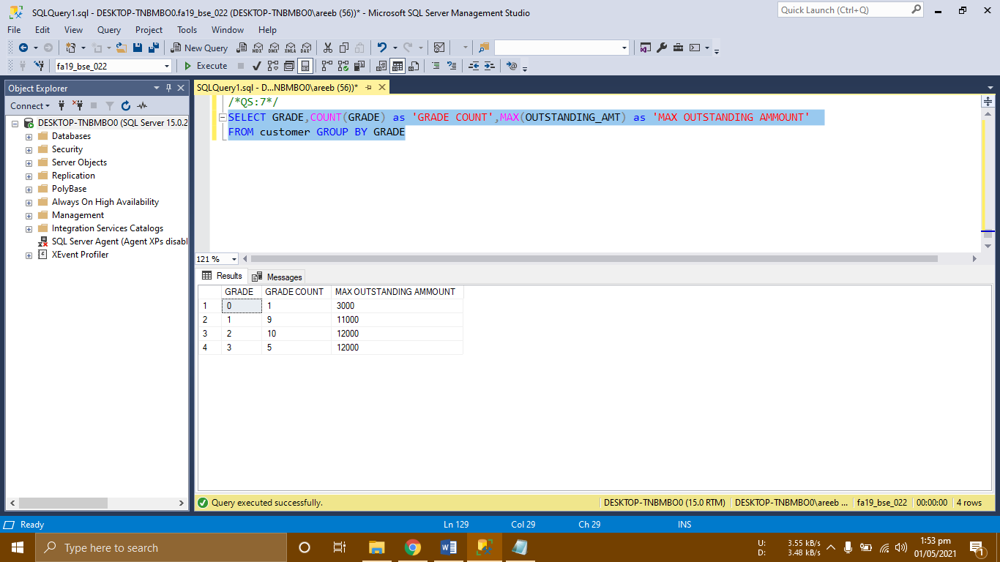 SQLQuery1.sql - DESKTOP-TNBMBO0.fa19_bse_022 (DESKTOP-TNBMBO0\areeb (56))* - Microsoft SQL Server Management Studio
Quick Launch (Ctrl+Q)
File Edit View Query Project Tools Window Help
New Query MDX DMX XMLA DAX
fa19_bse_022 Execute
Object Explorer
SQLQuery1.sql - D...NBMBO0\areeb (56))*
Connect
DESKTOP-TNBMBO0 (SQL Server 15.0.2
Databases
Security
Server Objects
Replication
PolyBase
Always On High Availability
Management
Integration Services Catalogs
SQL Server Agent (Agent XPs disabl
XEvent Profiler
/*QS:7*/
SELECT GRADE,COUNT(GRADE) as 'GRADE COUNT',MAX(OUTSTANDING_AMT) as 'MAX OUTSTANDING AMMOUNT'
FROM customer GROUP BY GRADE
121 %
Results Messages
GRADE GRADE COUNT MAX OUTSTANDING AMMOUNT
1 0 1 3000
2 1 9 11000
3 2 10 12000
4 3 5 12000
Query executed successfully. DESKTOP-TNBMBO0 (15.0 RTM) DESKTOP-TNBMBO0\areeb ... fa19_bse_022 00:00:00 4 rows
Ready Ln 129 Col 29 Ch 29 INS
Type here to search
U: 3.55 kB/s
D: 3.48 kB/s
1:53 pm
01/05/2021
1